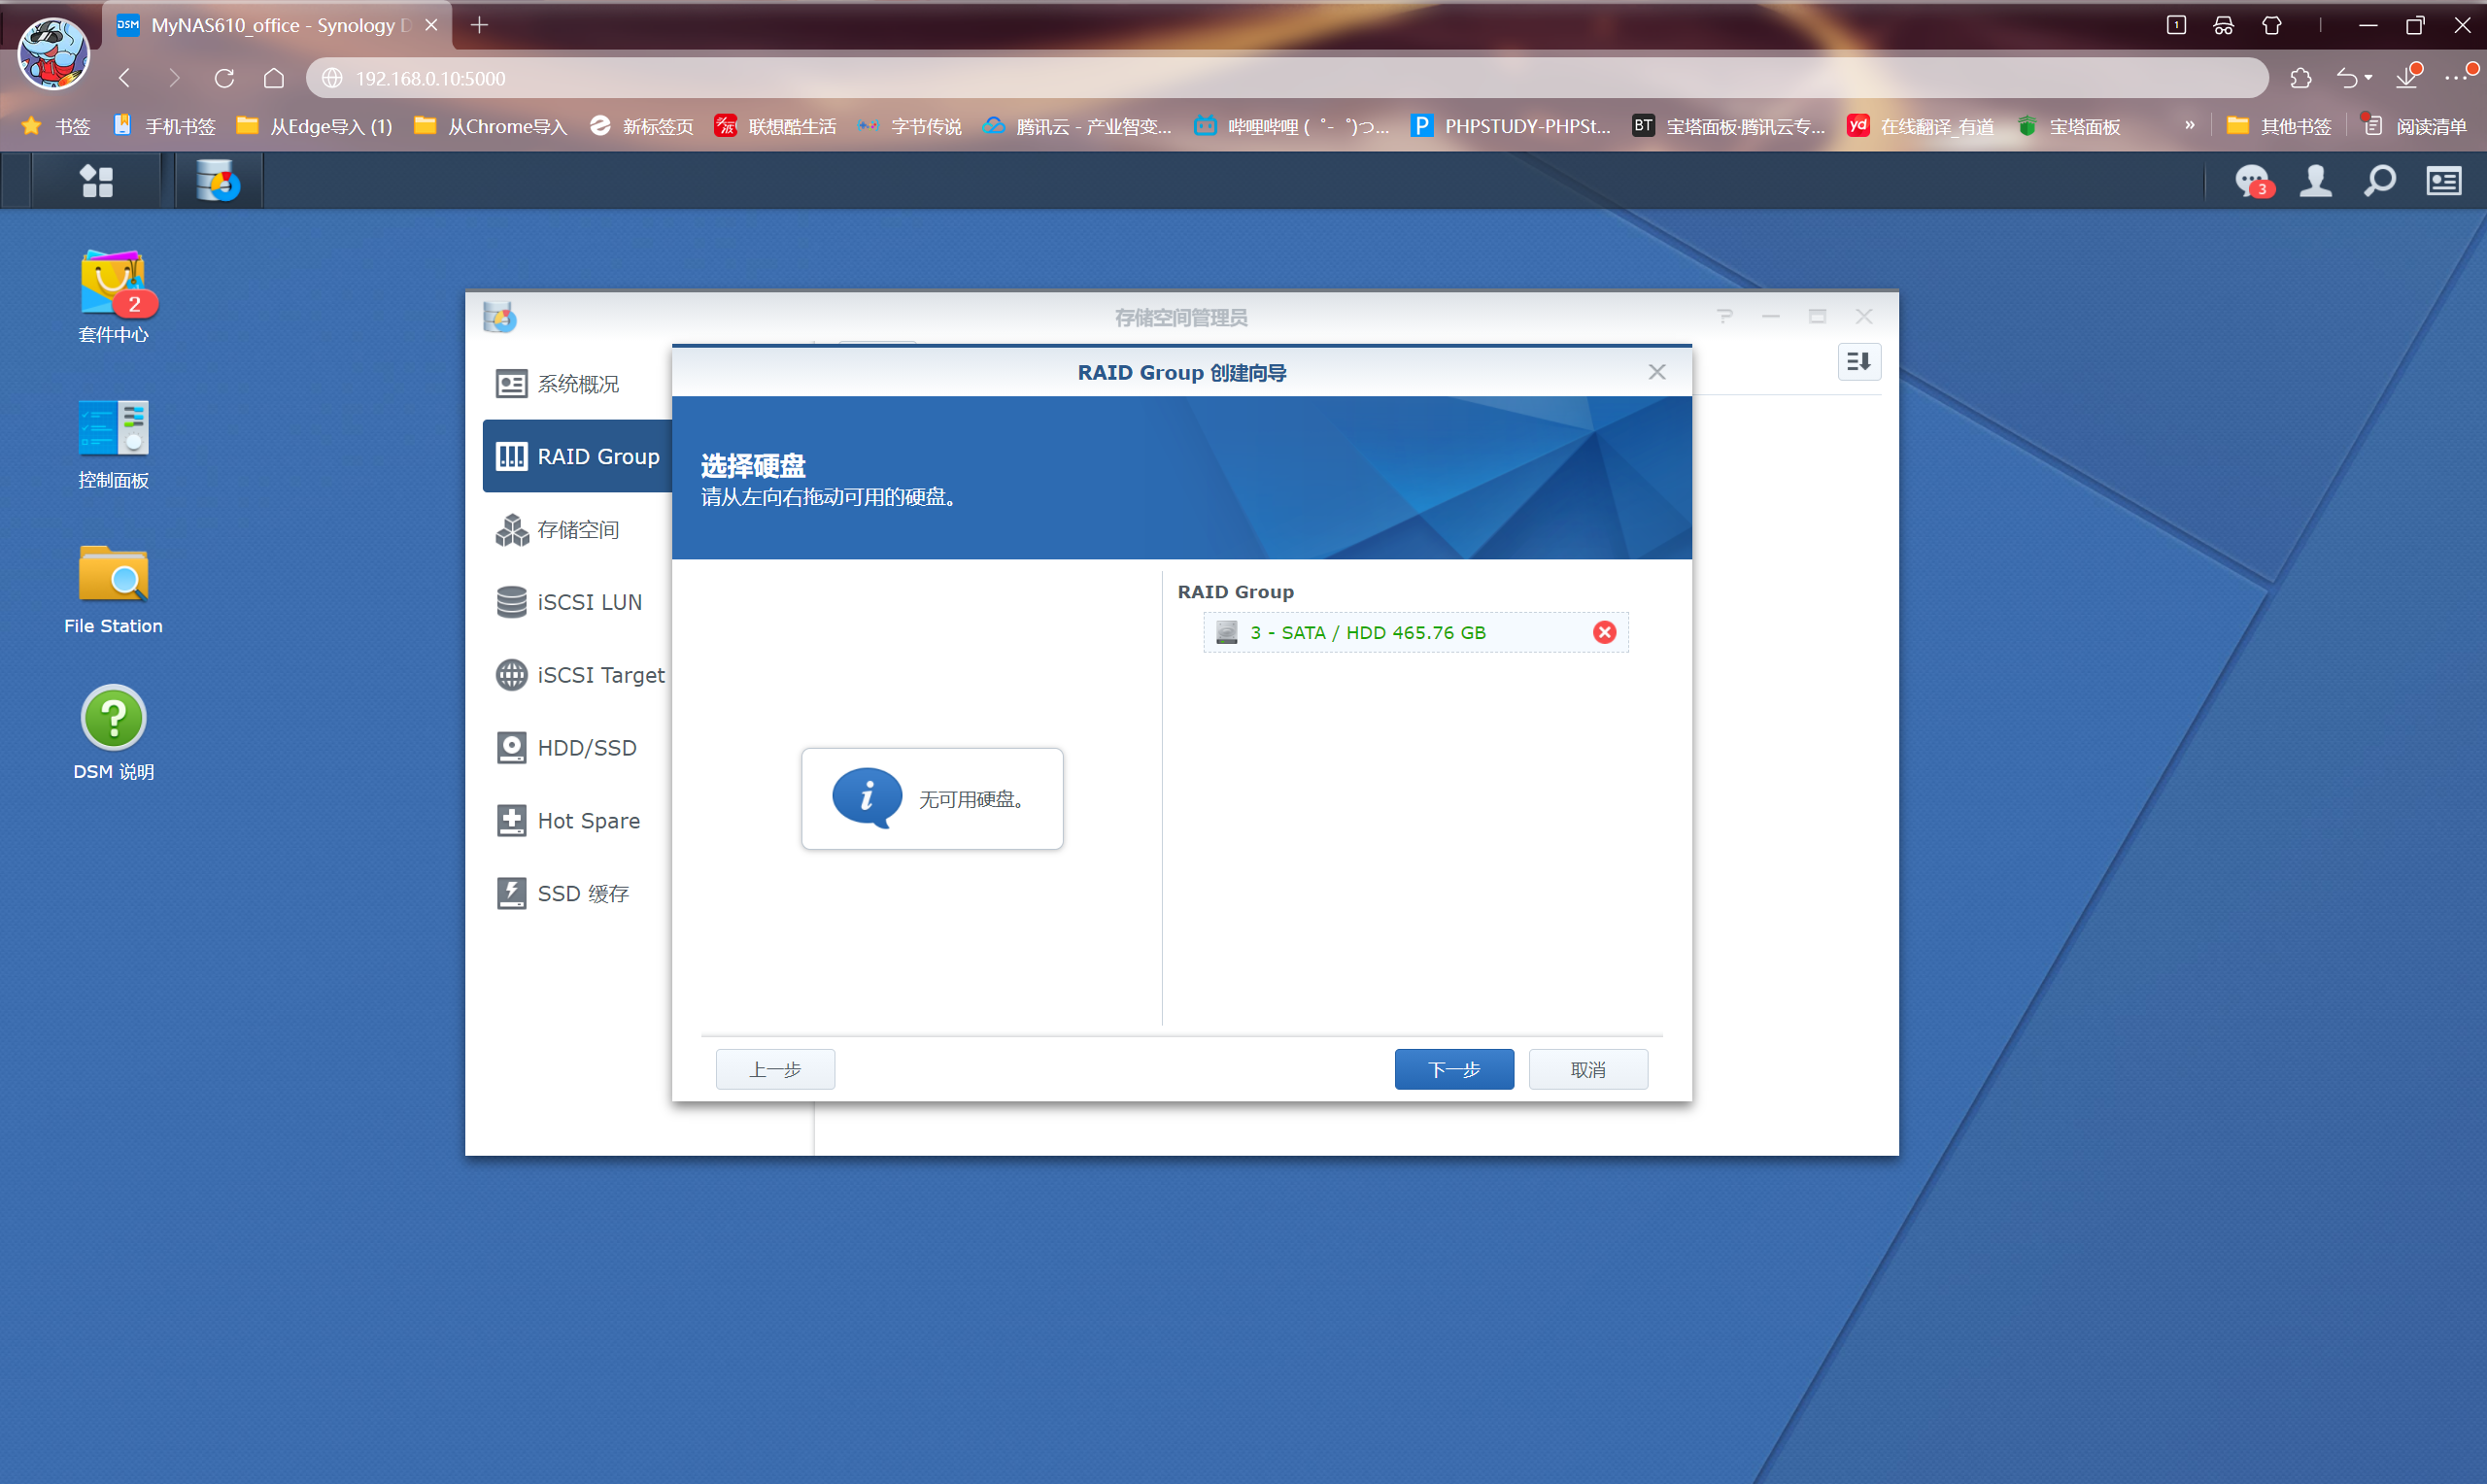 DSM MyNAS610_office - Synology D
1
192.168.0.10:5000
书签
手机书签
从Edge导入 (1)
从Chrome导入
新标签页
联想酷生活
字节传说
腾讯云 - 产业智变...
哔哩哔哩 ( ゜- ゜)つ...
P PHPSTUDY-PHPSt...
BT 宝塔面板·腾讯云专...
yd 在线翻译_有道
宝塔面板
»
其他书签
阅读清单
3
2
套件中心
控制面板
File Station
DSM 说明
存储空间管理员
系统概况
RAID Group
存储空间
iSCSI LUN
iSCSI Target
HDD/SSD
Hot Spare
SSD 缓存
RAID Group 创建向导
选择硬盘
请从左向右拖动可用的硬盘。
无可用硬盘。
RAID Group
3 - SATA / HDD 465.76 GB
上一步
下一步
取消